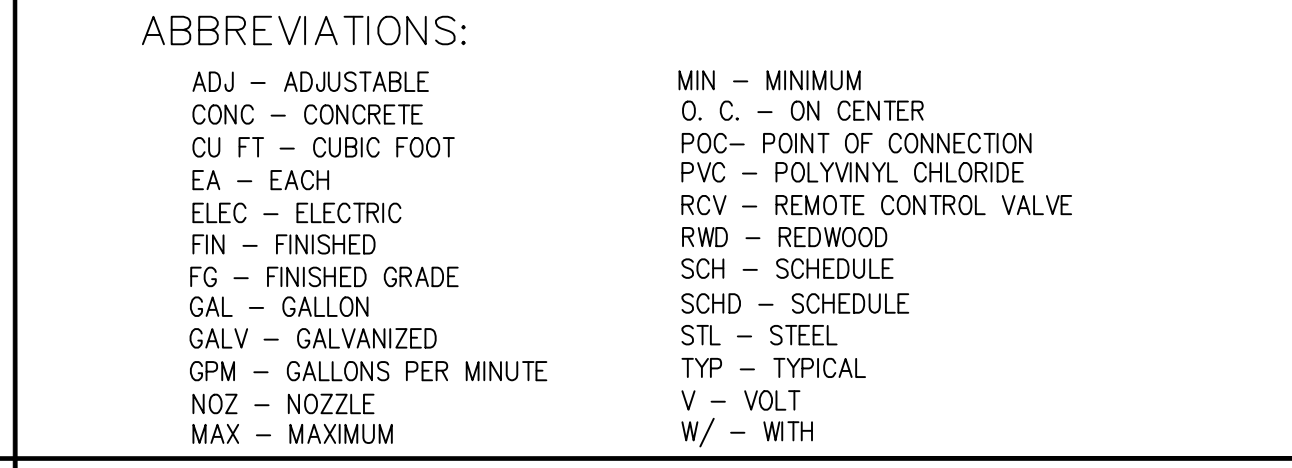 ABBREVIATIONS:
ADJ – ADJUSTABLE
CONC – CONCRETE
CU FT – CUBIC FOOT
EA – EACH
ELEC – ELECTRIC
FIN – FINISHED
FG – FINISHED GRADE
GAL – GALLON
GALV – GALVANIZED
GPM – GALLONS PER MINUTE
NOZ – NOZZLE
MAX – MAXIMUM
MIN – MINIMUM
O. C. – ON CENTER
POC– POINT OF CONNECTION
PVC – POLYVINYL CHLORIDE
RCV – REMOTE CONTROL VALVE
RWD – REDWOOD
SCH – SCHEDULE
SCHD – SCHEDULE
STL – STEEL
TYP – TYPICAL
V – VOLT
W/ – WITH